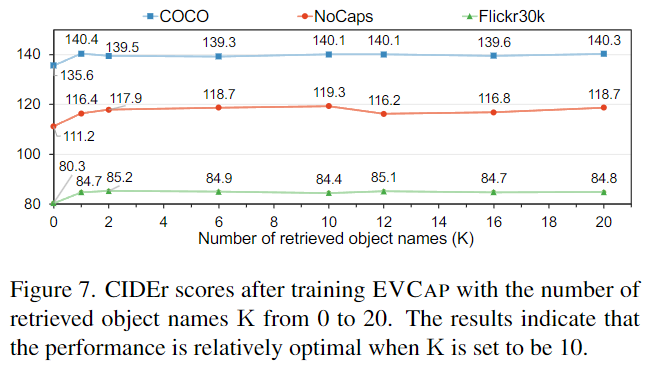 COCO NoCaps Flickr30k
140.4 139.5 139.3 140.1 140.1 139.6 140.3
140
135.6
120
116.4 117.9 118.7 119.3 116.2 116.8 118.7
111.2
100
80.3
84.7 85.2 84.9 84.4 85.1 84.7 84.8
80
0 2 4 6 8 10 12 14 16 18 20
Number of retrieved object names (K)
Figure 7. CIDEr scores after training EVCAP with the number of
retrieved object names K from 0 to 20. The results indicate that
the performance is relatively optimal when K is set to be 10.